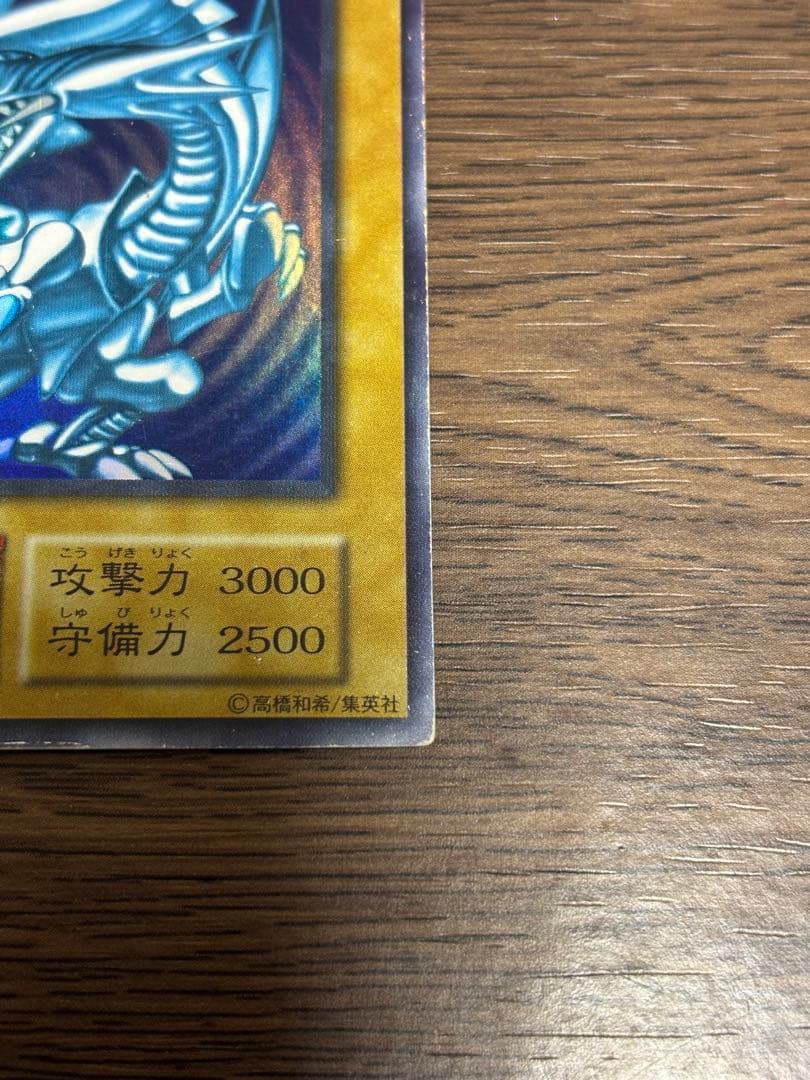 こうげきりょく
攻撃力 3000
しゅびりょく
守備力 2500
©高橋和希/集英社